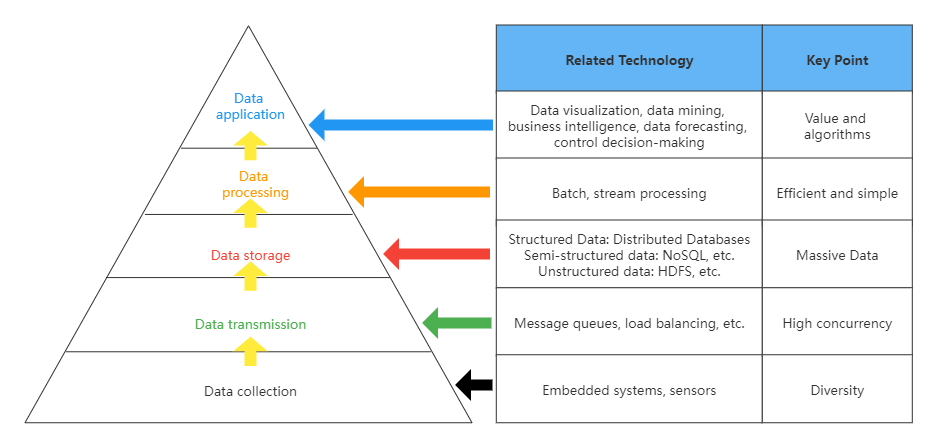 Related Technology
Key Point
Data
application
Data visualization, data mining,
business intelligence, data forecasting,
control decision-making
Value and
algorithms
Data
processing
Batch, stream processing
Efficient and simple
Data storage
Structured Data: Distributed Databases
Semi-structured data: NoSQL, etc.
Unstructured data: HDFS, etc.
Massive Data
Data transmission
Message queues, load balancing, etc.
High concurrency
Data collection
Embedded systems, sensors
Diversity